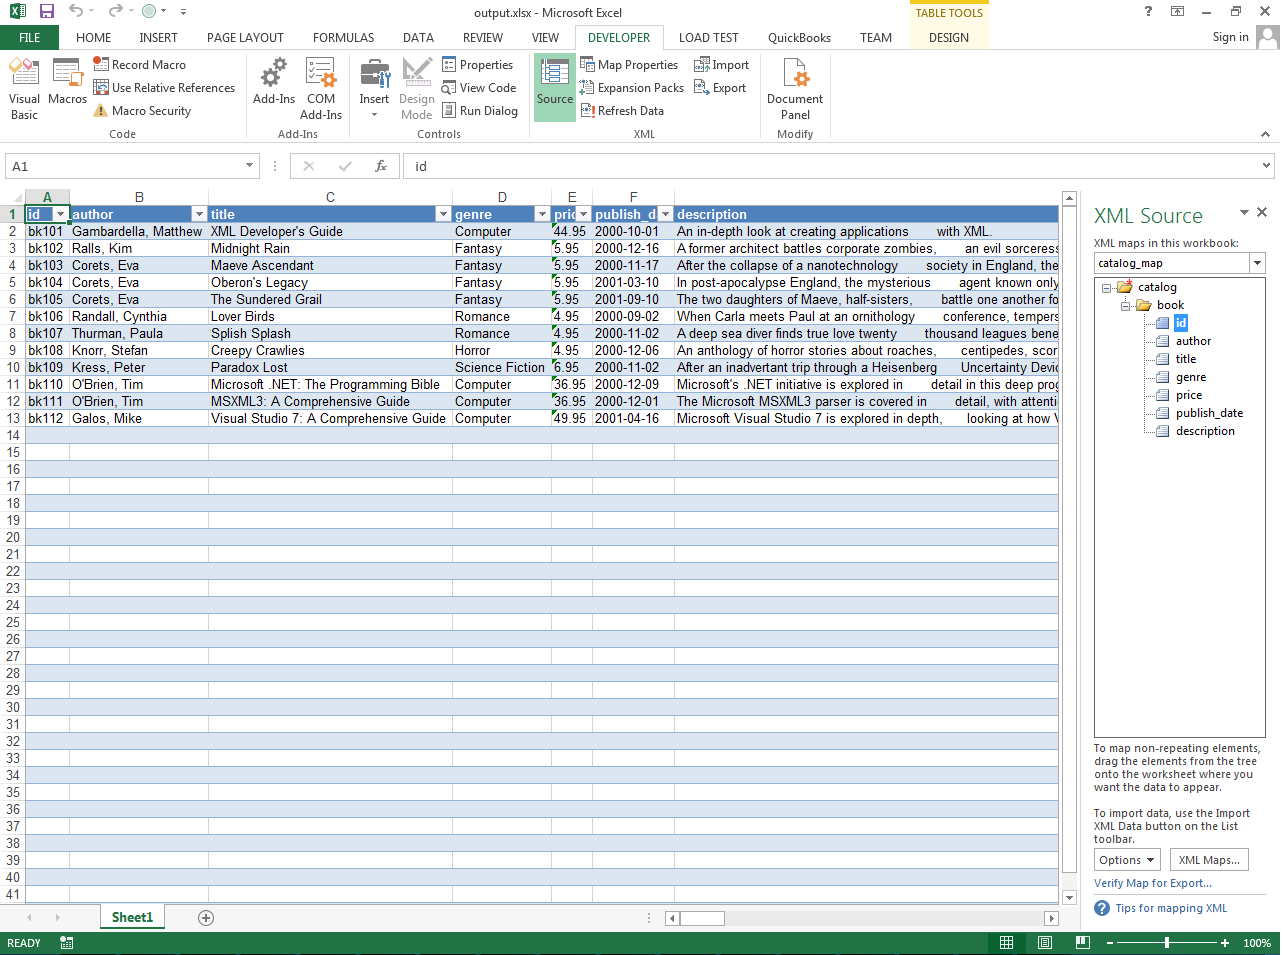 output.xlsx - Microsoft Excel
TABLE TOOLS
?
FILE HOME INSERT PAGE LAYOUT FORMULAS DATA REVIEW VIEW DEVELOPER LOAD TEST QuickBooks TEAM DESIGN Sign in
Visual Basic
Macros
Record Macro
Use Relative References
Macro Security
Code
Add-Ins
COM Add-Ins
Add-Ins
Insert
Design Mode
Properties
View Code
Run Dialog
Controls
Source
Map Properties
Expansion Packs
Refresh Data
Import
Export
XML
Document Panel
Modify
A1 fx id
A B C D E F
1 id author title genre pric publish_d description
2 bk101 Gambardella, Matthew XML Developer's Guide Computer 44.95 2000-10-01 An in-depth look at creating applications with XML.
3 bk102 Ralls, Kim Midnight Rain Fantasy 5.95 2000-12-16 A former architect battles corporate zombies, an evil sorceress
4 bk103 Corets, Eva Maeve Ascendant Fantasy 5.95 2000-11-17 After the collapse of a nanotechnology society in England, the
5 bk104 Corets, Eva Oberon's Legacy Fantasy 5.95 2001-03-10 In post-apocalypse England, the mysterious agent known only
6 bk105 Corets, Eva The Sundered Grail Fantasy 5.95 2001-09-10 The two daughters of Maeve, half-sisters, battle one another fo
7 bk106 Randall, Cynthia Lover Birds Romance 4.95 2000-09-02 When Carla meets Paul at an ornithology conference, tempers
8 bk107 Thurman, Paula Splish Splash Romance 4.95 2000-11-02 A deep sea diver finds true love twenty thousand leagues bene
9 bk108 Knorr, Stefan Creepy Crawlies Horror 4.95 2000-12-06 An anthology of horror stories about roaches, centipedes, scor
10 bk109 Kress, Peter Paradox Lost Science Fiction 6.95 2000-11-02 After an inadvertant trip through a Heisenberg Uncertainty Devic
11 bk110 O'Brien, Tim Microsoft .NET: The Programming Bible Computer 36.95 2000-12-09 Microsoft's .NET initiative is explored in detail in this deep prog
12 bk111 O'Brien, Tim MSXML3: A Comprehensive Guide Computer 36.95 2000-12-01 The Microsoft MSXML3 parser is covered in detail, with attenti
13 bk112 Galos, Mike Visual Studio 7: A Comprehensive Guide Computer 49.95 2001-04-16 Microsoft Visual Studio 7 is explored in depth, looking at how V
14
15
16
17
18
19
20
21
22
23
24
25
26
27
28
29
30
31
32
33
34
35
36
37
38
39
40
41
XML Source
XML maps in this workbook:
catalog_map
catalog
book
id
author
title
genre
price
publish_date
description
To map non-repeating elements,
drag the elements from the tree
onto the worksheet where you
want the data to appear.
To import data, use the Import
XML Data button on the List
toolbar.
Options XML Maps...
Verify Map for Export...
Tips for mapping XML
Sheet1
READY 100%